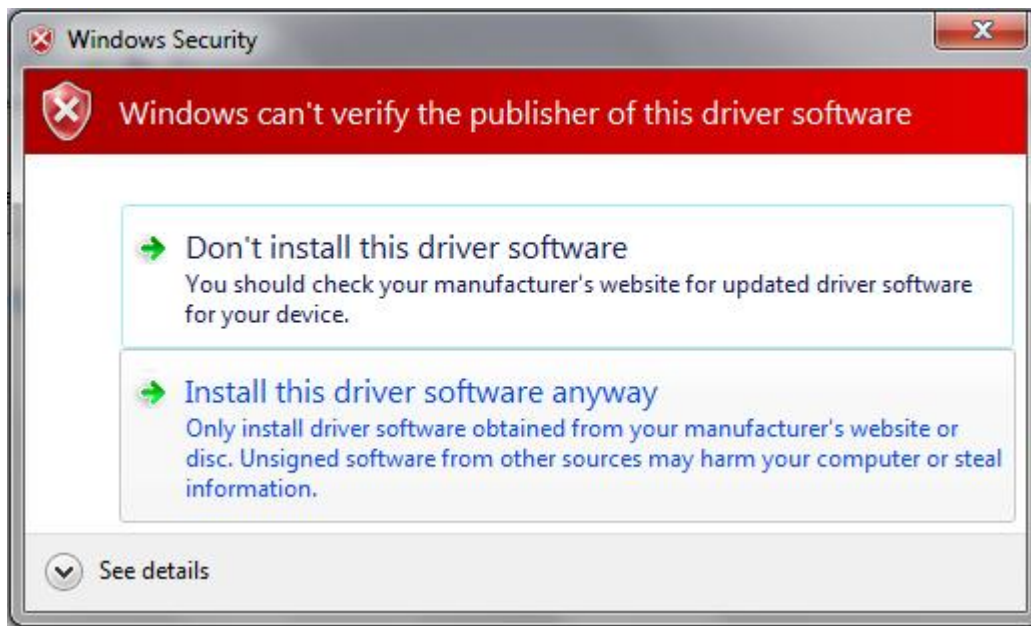 Windows Security
Windows can't verify the publisher of this driver software
Don't install this driver software
You should check your manufacturer's website for updated driver software
for your device.
Install this driver software anyway
Only install driver software obtained from your manufacturer's website or
disc. Unsigned software from other sources may harm your computer or steal
information.
See details